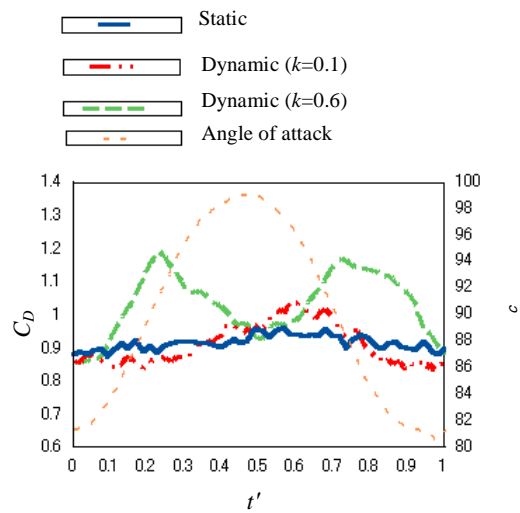 Static
Dynamic (k=0.1)
Dynamic (k=0.6)
Angle of attack
1.4
1.3
1.2
1.1
1
0.9
0.8
0.7
0.6
C_D
100
98
96
94
90
88
86
82
80
c
0 0.1 0.2 0.3 0.4 0.5 0.6 0.7 0.8 0.9 1
t'